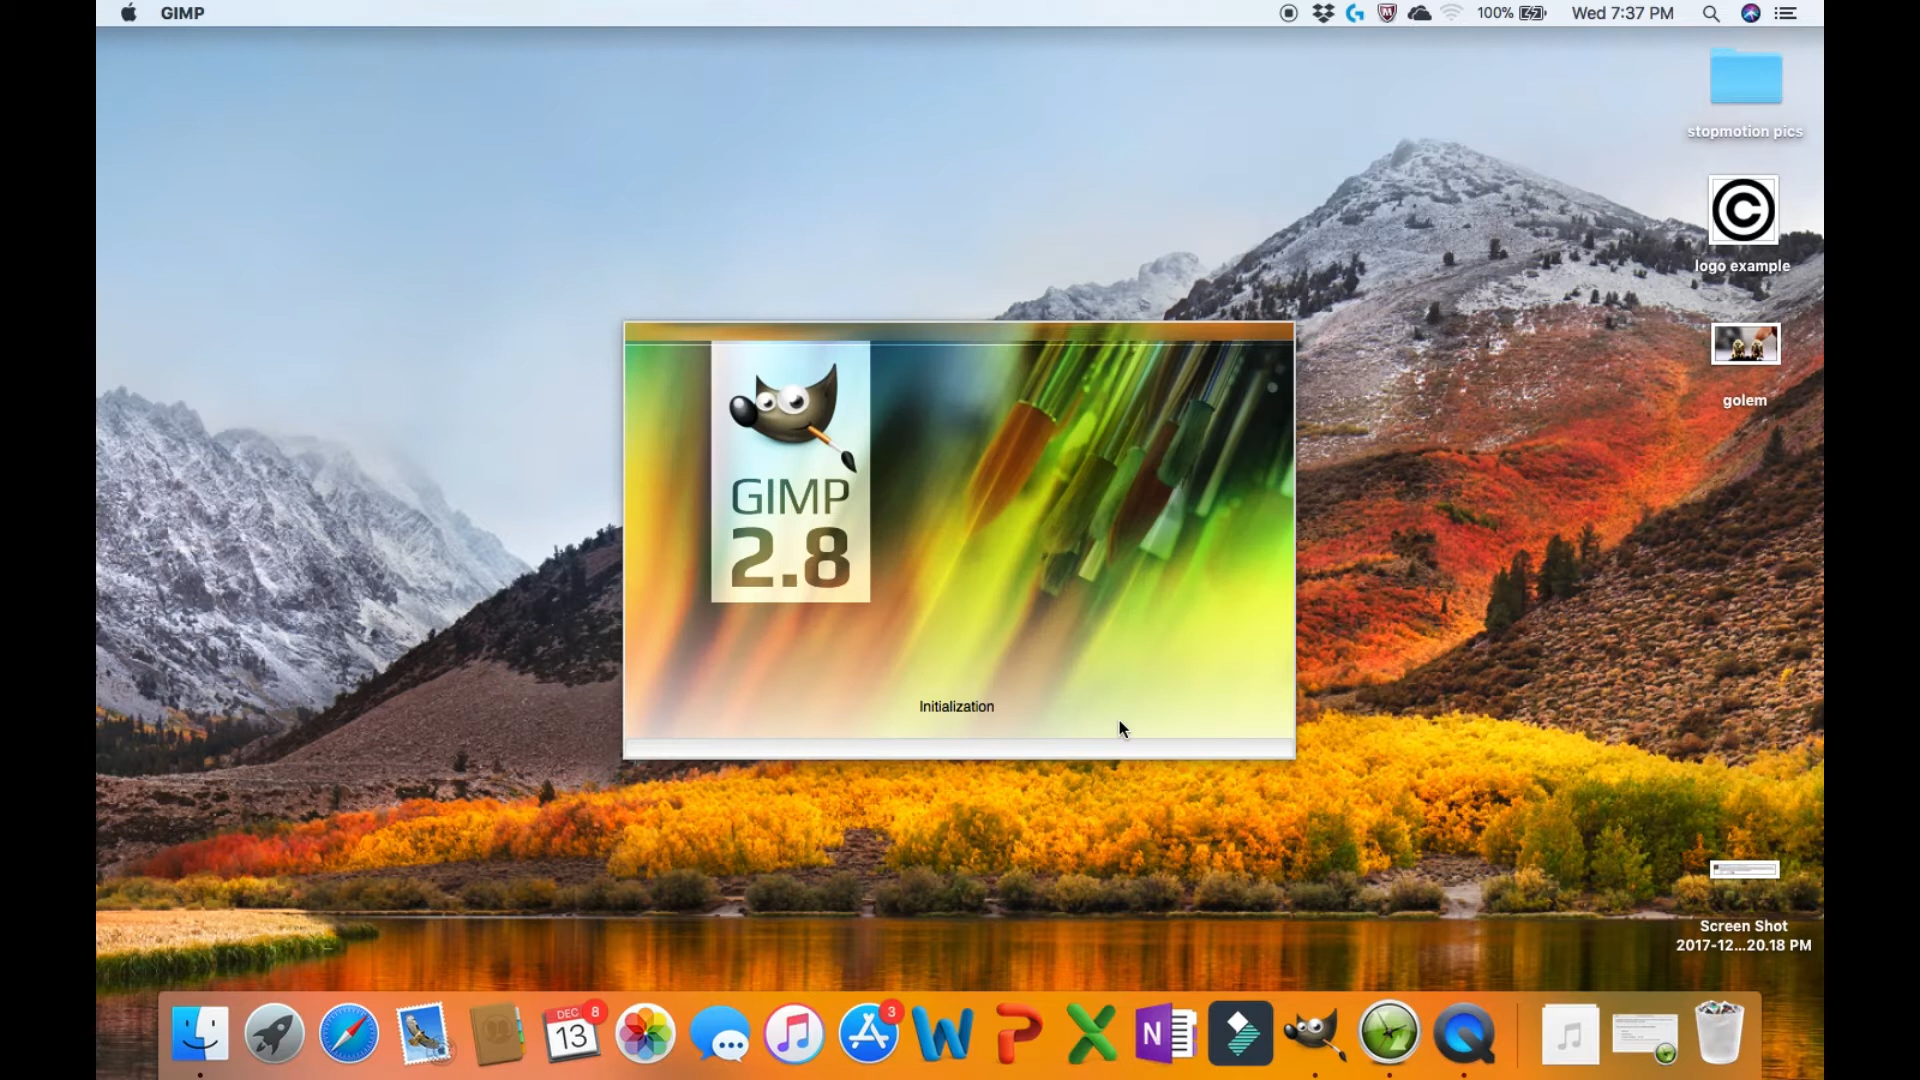 GIMP
100%
Wed 7:37 PM
stopmotion pics
logo example
golem
GIMP
2.8
Initialization
Screen Shot
2017-12...20.18 PM
DEC
8
13
3
W
P
X
N